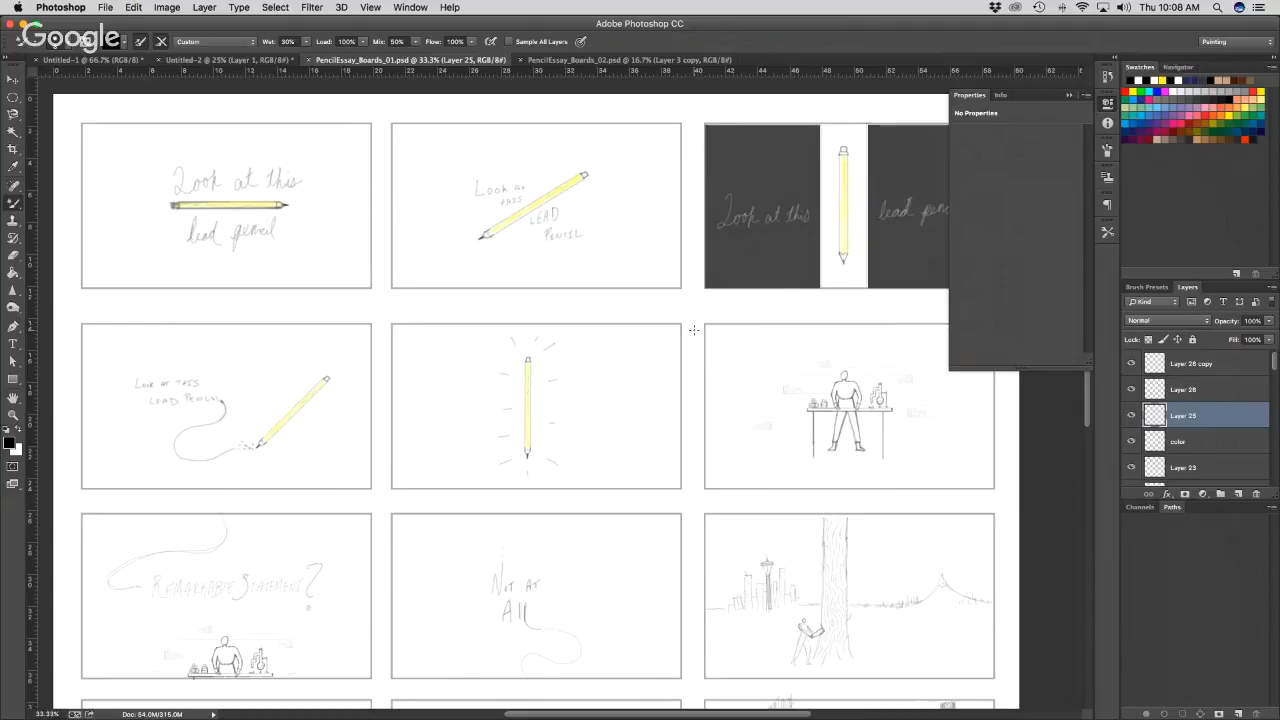 Photoshop File Edit Image Layer Type Select Filter 3D View Window Help
Tue 10:08 AM
Adobe Photoshop CC
Google
Custom Wet: 30% Load: 100% Mix: 50% Flow: 100% Sample All Layers
Painting
Untitled-1 @ 66.7% (RGB/8) *
Untitled-2 @ 25% (Layer 1, RGB/8#) *
PencilEssay_Boards_01.psd @ 33.3% (Layer 25, RGB/8#)
PencilEssay_Boards_02.psd @ 16.7% (Layer 3 copy, RGB/8#)
Look at this
lead pencil
Look at
this
LEAD
PENCIL
Look at this
lead penc
LOOK AT THIS
LEAD PENCIL
REMARKABLE STATEMENT?
NOT AT
All
Properties Info
No Properties
Swatches Navigator
Brush Presets Layers
Kind
Normal Opacity: 100%
Lock: Fill: 100%
Layer 26 copy
Layer 26
Layer 25
color
Layer 23
Channels Paths
33.33% Doc: 54.0M/315.0M